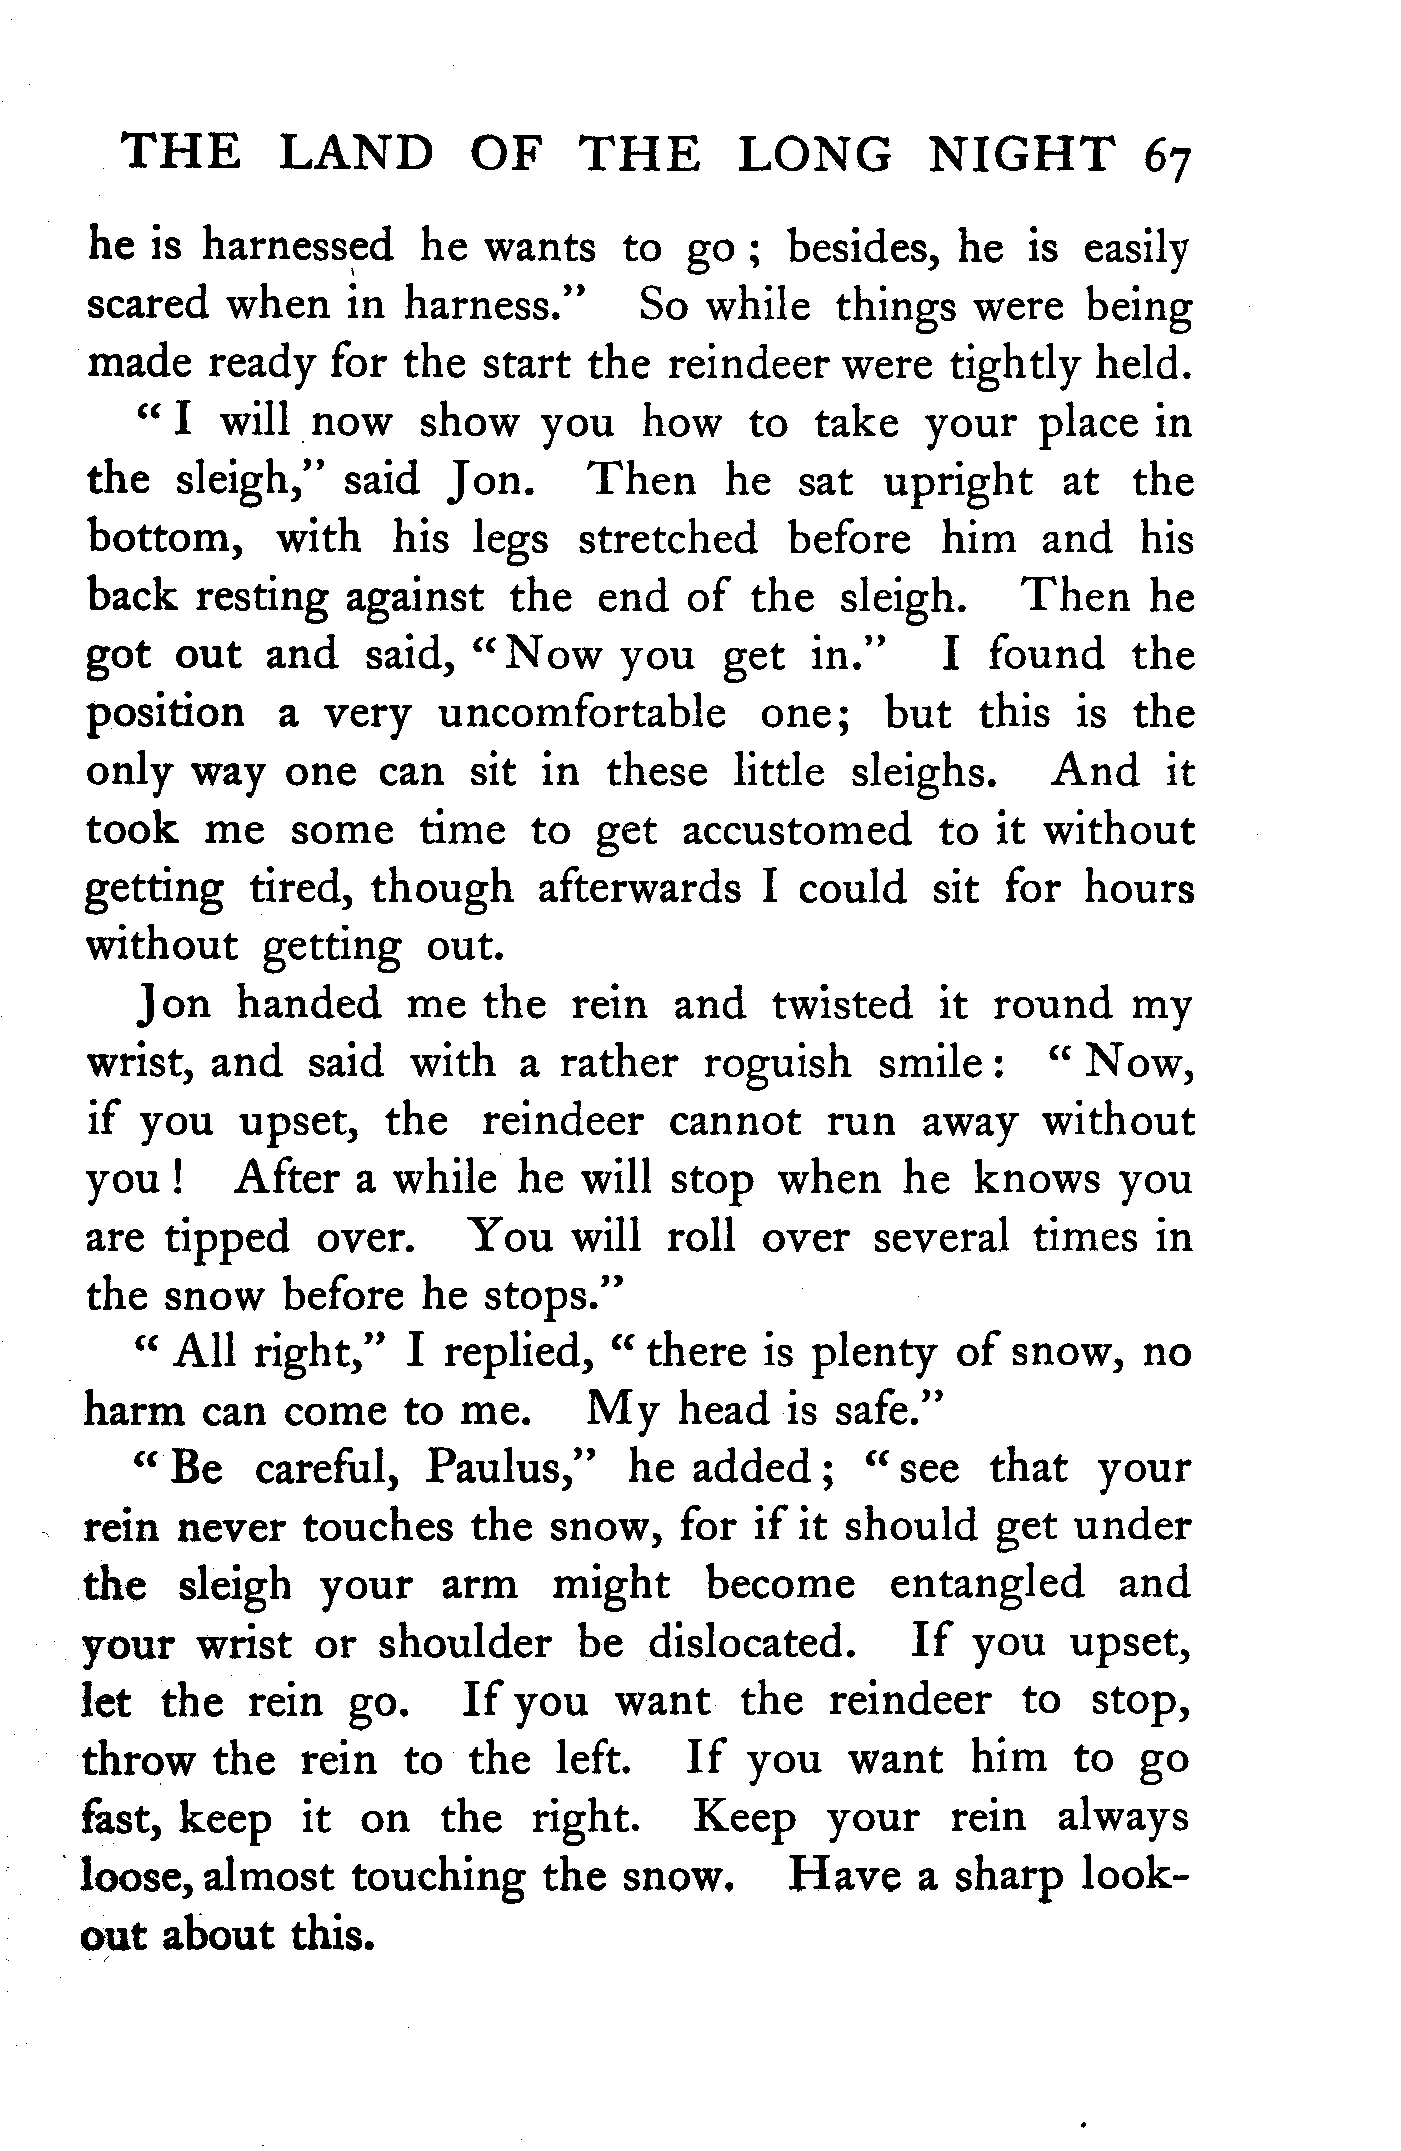 THE LAND OF THE LONG NIGHT 67
he is harnessed he wants to go ; besides, he is easily
scared when in harness.” So while things were being
made ready for the start the reindeer were tightly held.
“ I will now show you how to take your place in
the sleigh,” said Jon. Then he sat upright at the
bottom, with his legs stretched before him and his
back resting against the end of the sleigh. Then he
got out and said, “ Now you get in.” I found the
position a very uncomfortable one; but this is the
only way one can sit in these little sleighs. And it
took me some time to get accustomed to it without
getting tired, though afterwards I could sit for hours
without getting out.
Jon handed me the rein and twisted it round my
wrist, and said with a rather roguish smile : “ Now,
if you upset, the reindeer cannot run away without
you ! After a while he will stop when he knows you
are tipped over. You will roll over several times in
the snow before he stops.”
“ All right,” I replied, “ there is plenty of snow, no
harm can come to me. My head is safe.”
“ Be careful, Paulus,” he added ; “ see that your
rein never touches the snow, for if it should get under
the sleigh your arm might become entangled and
your wrist or shoulder be dislocated. If you upset,
let the rein go. If you want the reindeer to stop,
throw the rein to the left. If you want him to go
fast, keep it on the right. Keep your rein always
loose, almost touching the snow. Have a sharp look-
out about this.